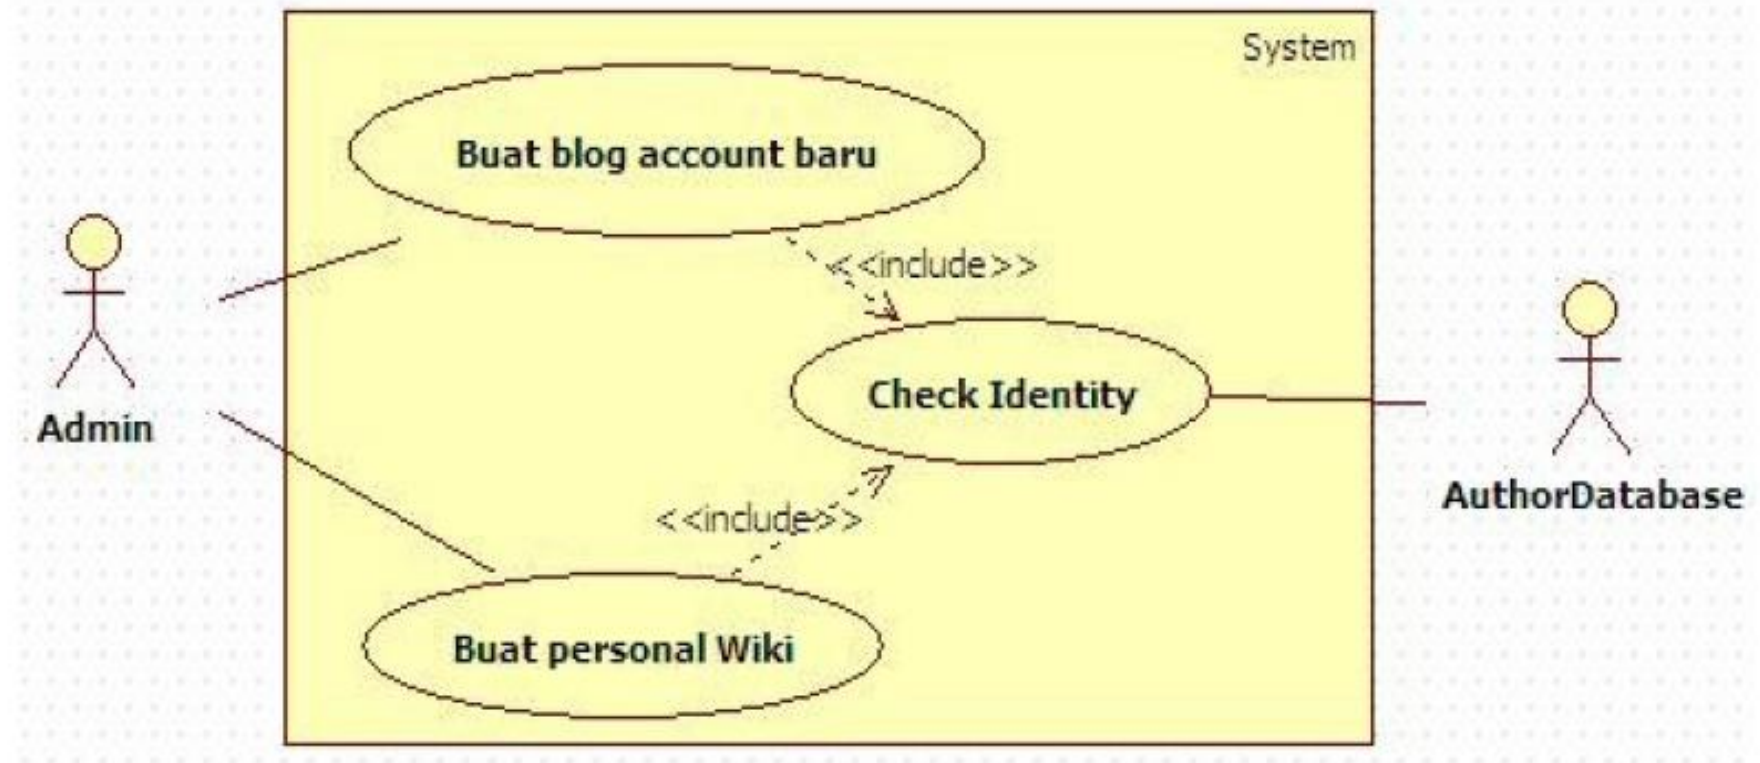 System
Buat blog account baru
<<include>>
Check Identity
Admin
AuthorDatabase
<<include>>
Buat personal Wiki